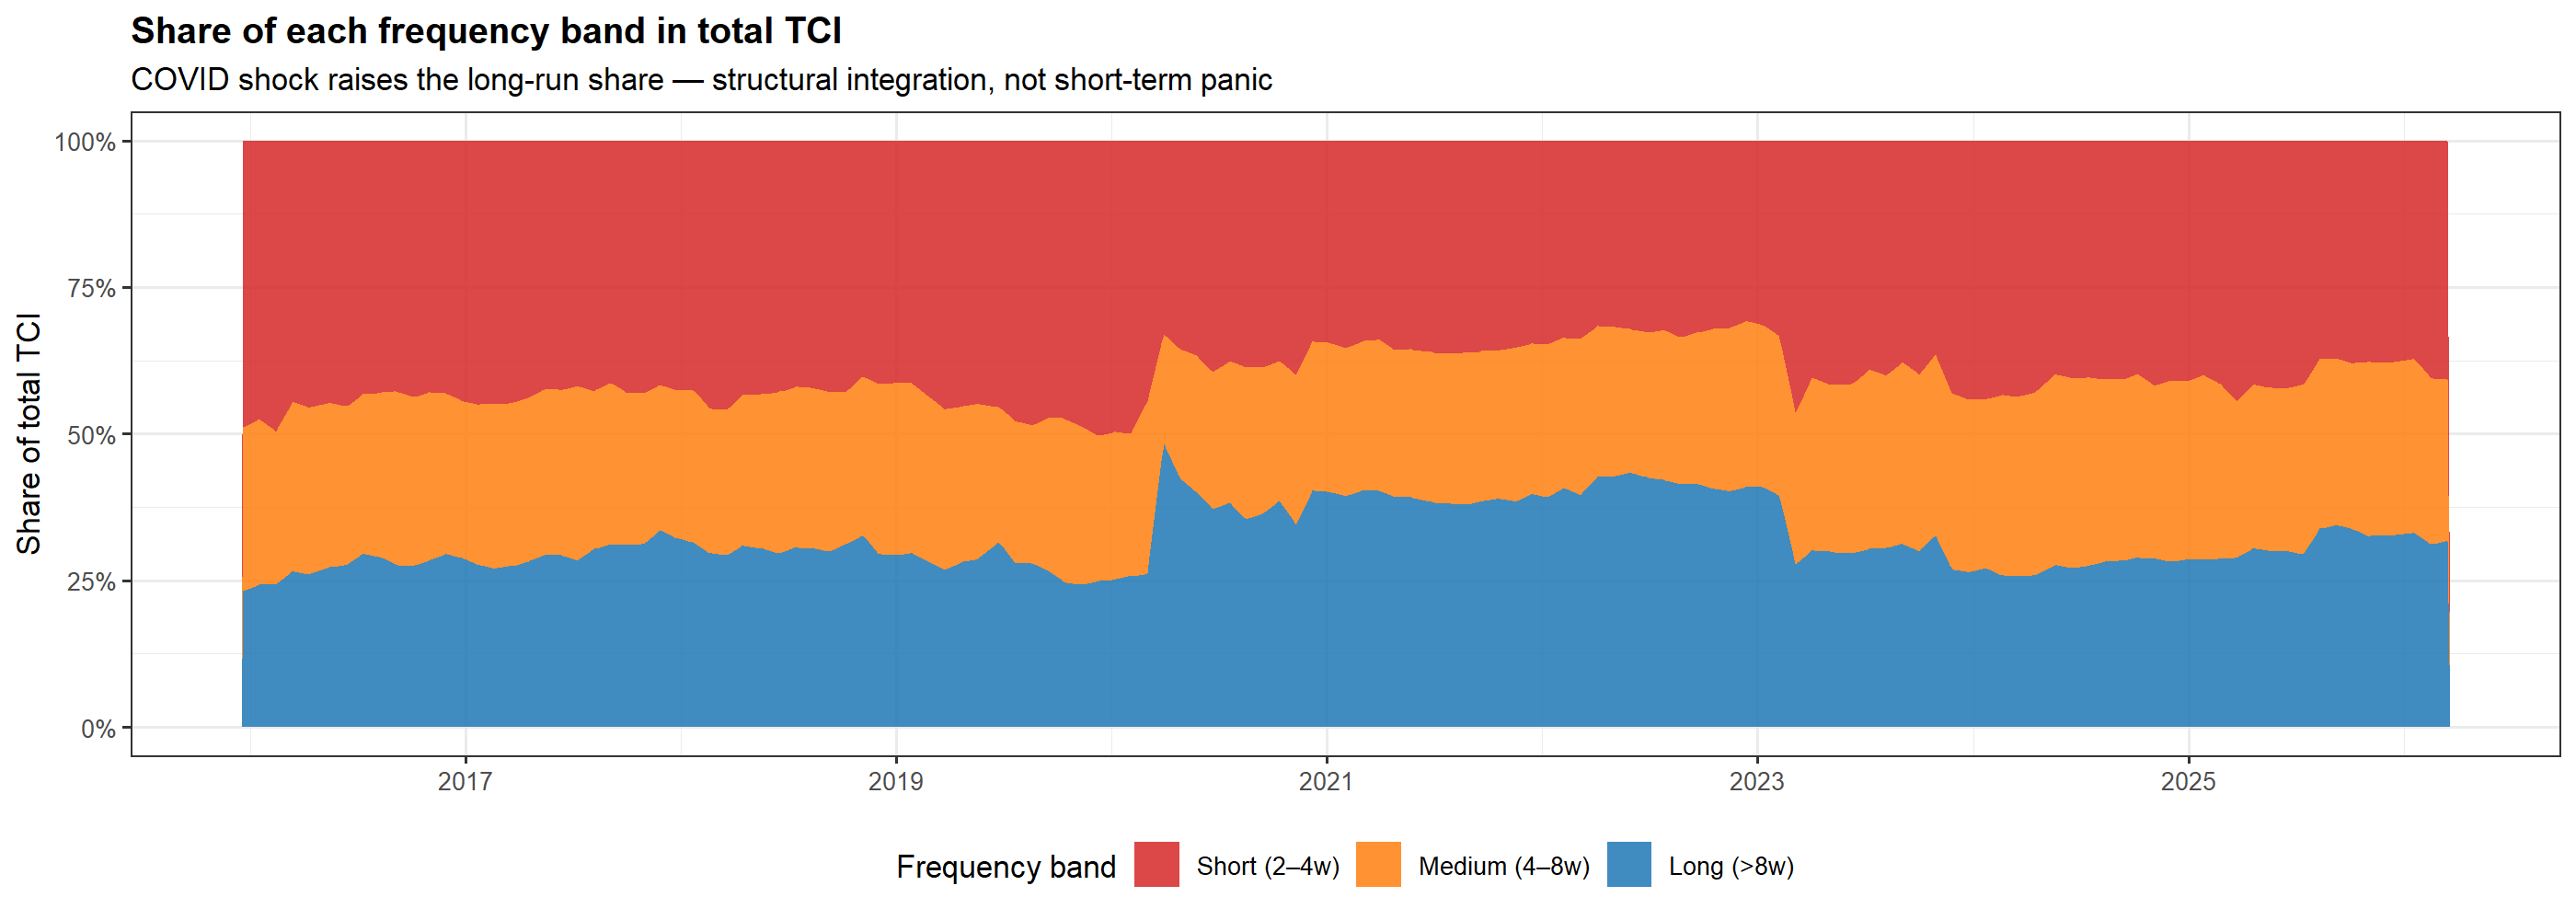 Share of each frequency band in total TCI
COVID shock raises the long-run share — structural integration, not short-term panic
Share of total TCI
100%
75%
50%
25%
0%
2017
2019
2021
2023
2025
Frequency band
Short (2–4w)
Medium (4–8w)
Long (>8w)